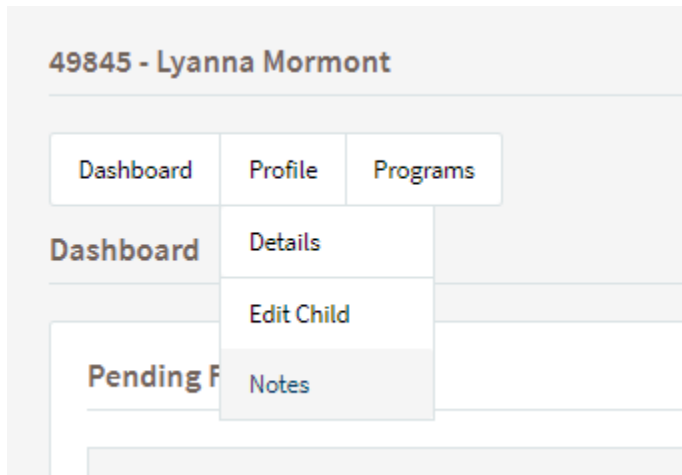 49845 - Lyanna Mormont
Dashboard Profile Programs
Details
Dashboard
Edit Child
Pending
Notes